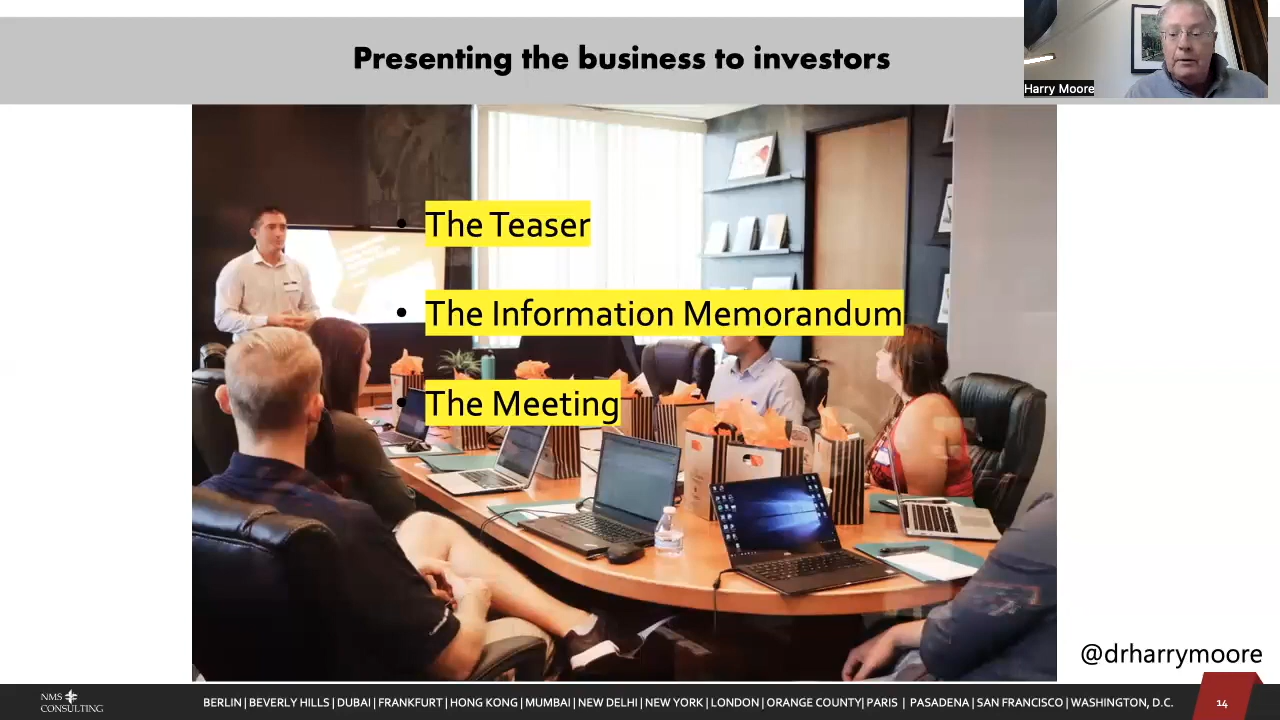 Presenting the business to investors
Harry Moore
• The Teaser
• The Information Memorandum
• The Meeting
@drharrymoore
NMS
CONSULTING
BERLIN | BEVERLY HILLS | DUBAI | FRANKFURT | HONG KONG | MUMBAI | NEW DELHI | NEW YORK | LONDON | ORANGE COUNTY| PARIS | PASADENA | SAN FRANCISCO | WASHINGTON, D.C.
14